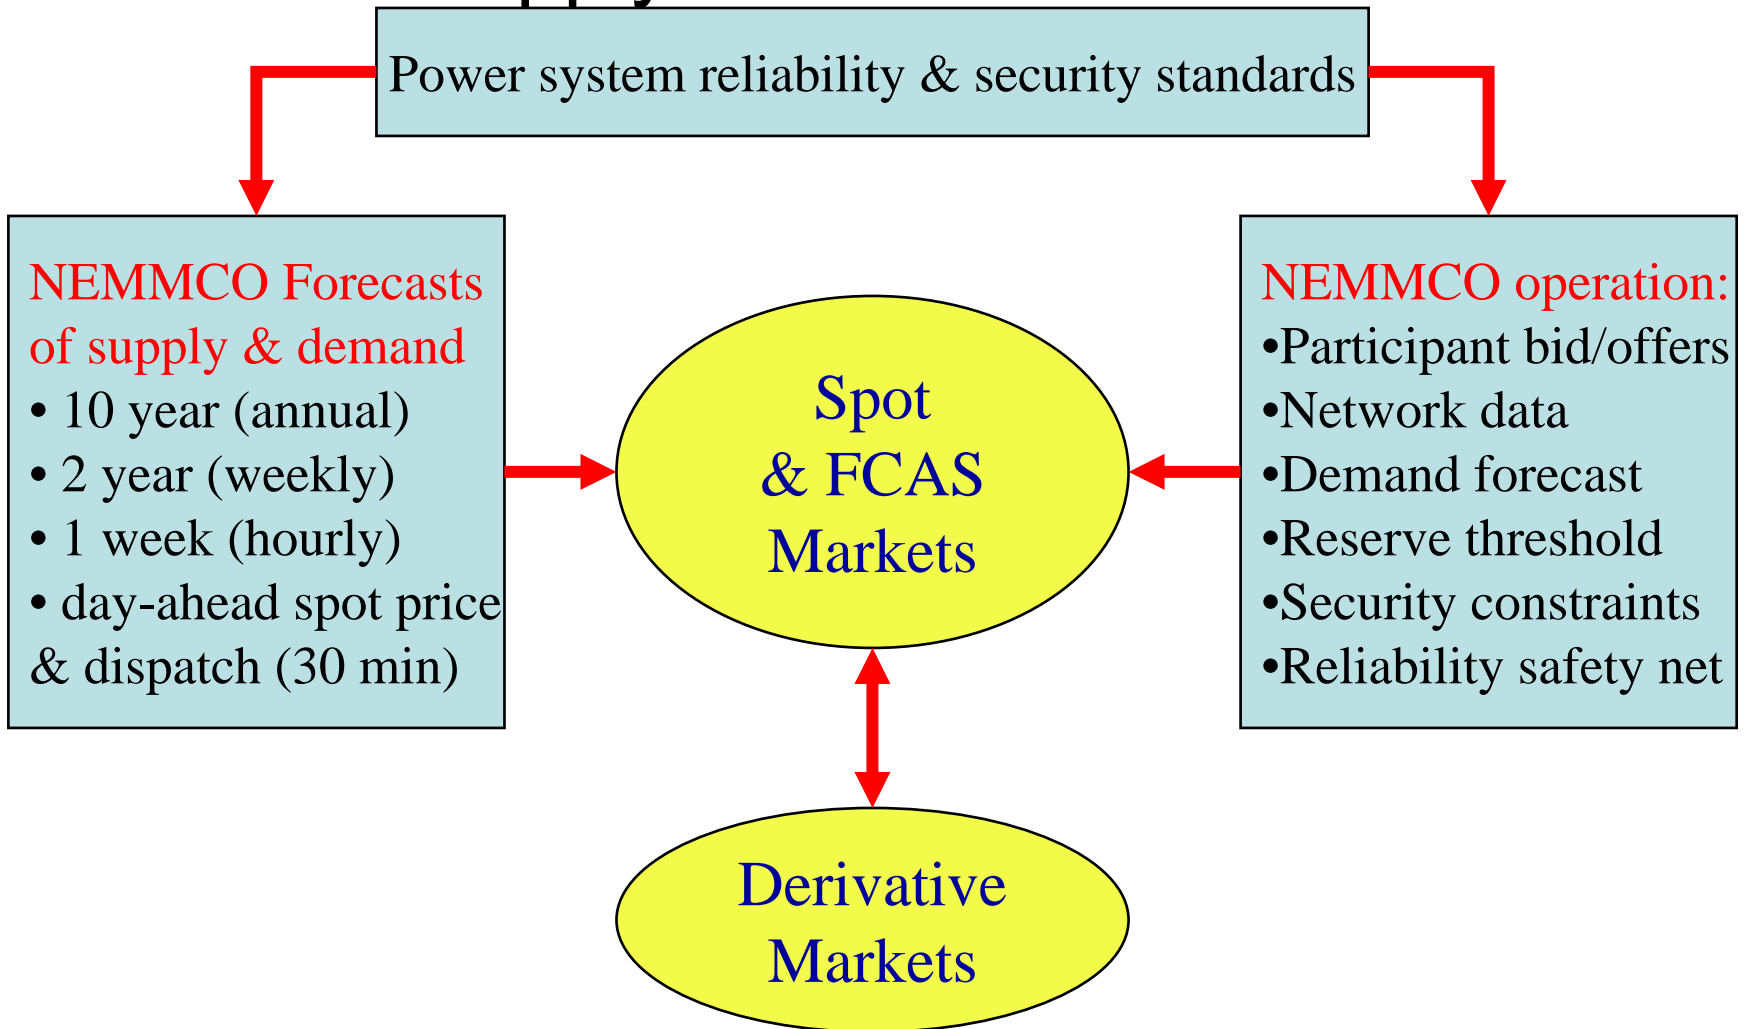 Power system reliability & security standards
NEMMCO Forecasts
of supply & demand
• 10 year (annual)
• 2 year (weekly)
• 1 week (hourly)
• day-ahead spot price
& dispatch (30 min)
Spot
& FCAS
Markets
NEMMCO operation:
•Participant bid/offers
•Network data
•Demand forecast
•Reserve threshold
•Security constraints
•Reliability safety net
Derivative
Markets